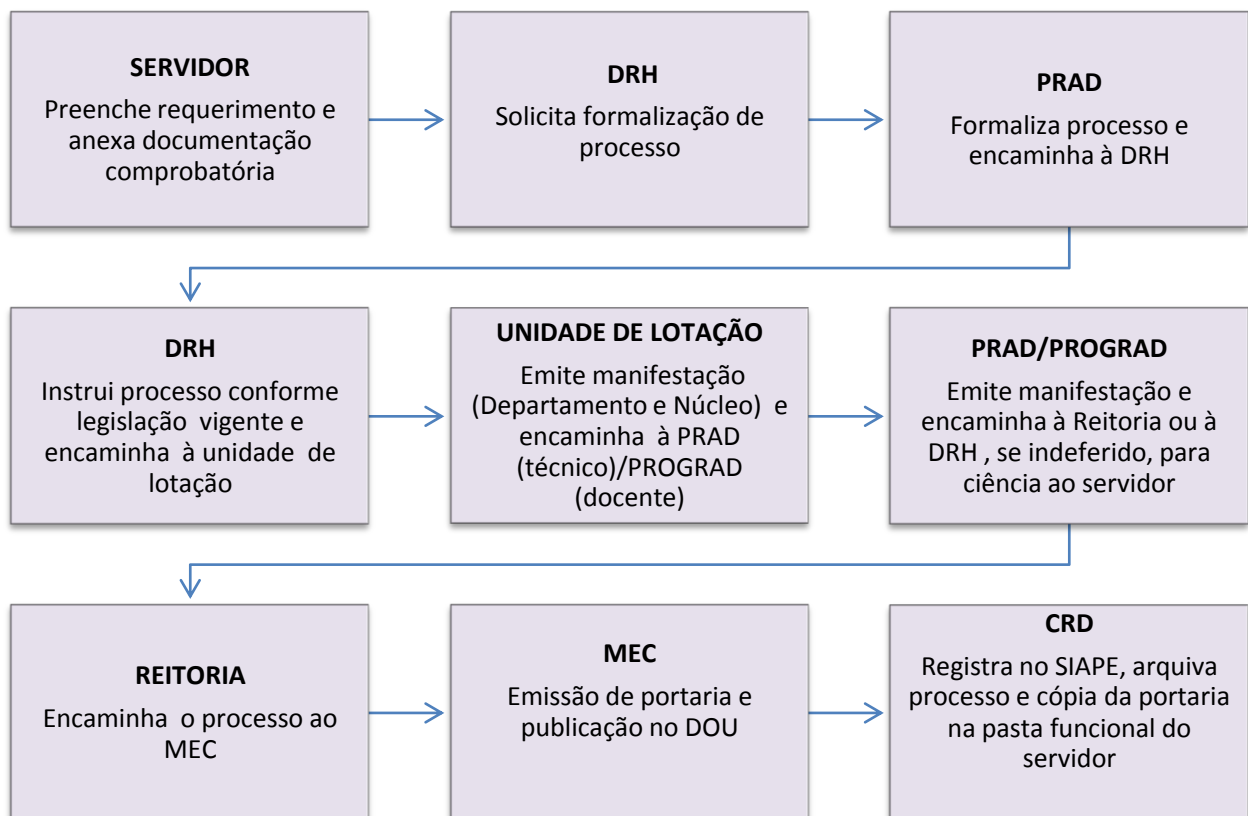 SERVIDOR
Preenche requerimento e
anexa documentação
comprobatória
DRH
Solicita formalização de
processo
PRAD
Formaliza processo e
encaminha à DRH
DRH
Instrui processo conforme
legislação vigente e
encaminha à unidade de
lotação
UNIDADE DE LOTAÇÃO
Emite manifestação
(Departamento e Núcleo) e
encaminha à PRAD
(técnico)/PROGRAD
(docente)
PRAD/PROGRAD
Emite manifestação e
encaminha à Reitoria ou à
DRH , se indeferido, para
ciência ao servidor
REITORIA
Encaminha o processo ao
MEC
MEC
Emissão de portaria e
publicação no DOU
CRD
Registra no SIAPE, arquiva
processo e cópia da portaria
na pasta funcional do
servidor